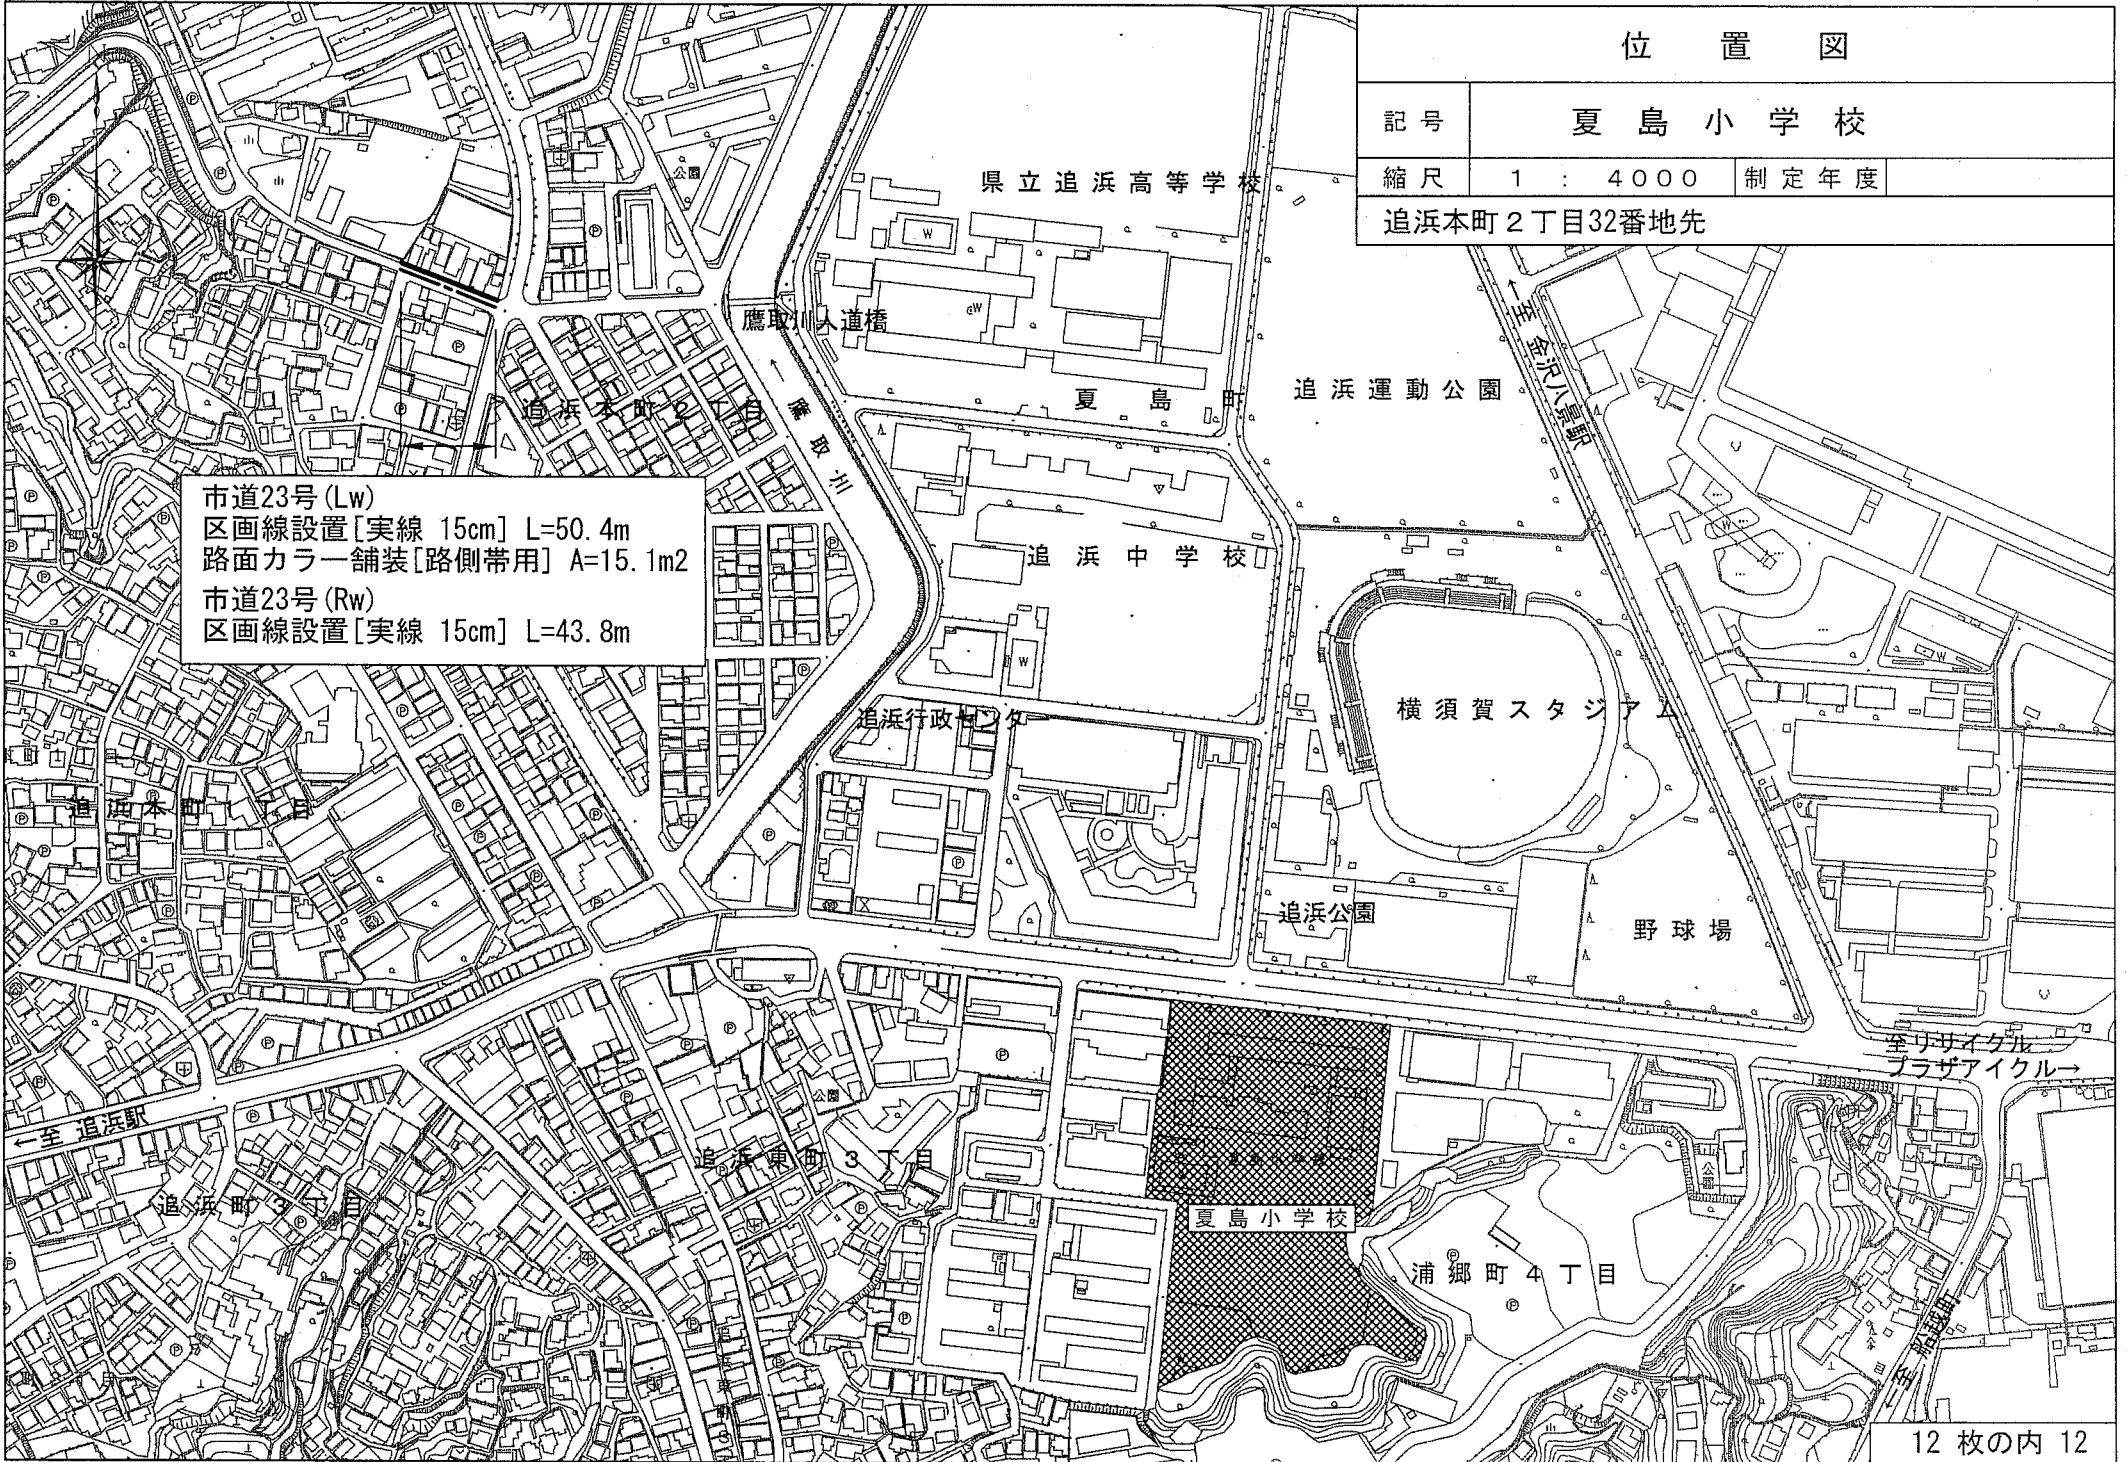 位置図
記号 夏島小学校
縮尺 1 : 4000 制定年度
追浜本町2丁目32番地先
県立追浜高等学校
公園
鷹取川人道橋
←至 金沢八景駅
夏島町
追浜運動公園
追浜本町2丁目
←鷹取川
市道23号(Lw)
区画線設置[実線 15cm] L=50.4m
路面カラー舗装[路側帯用] A=15.1m2
市道23号(Rw)
区画線設置[実線 15cm] L=43.8m
追浜中学校
追浜行政センター
横須賀スタジアム
追浜本町1丁目
追浜公園
野球場
至リサイクル
プラザアイクル→
公園
←至 追浜駅
追浜東町3丁目
追浜町3丁目
夏島小学校
浦郷町4丁目
公園
追浜東町3
12 枚の内 12